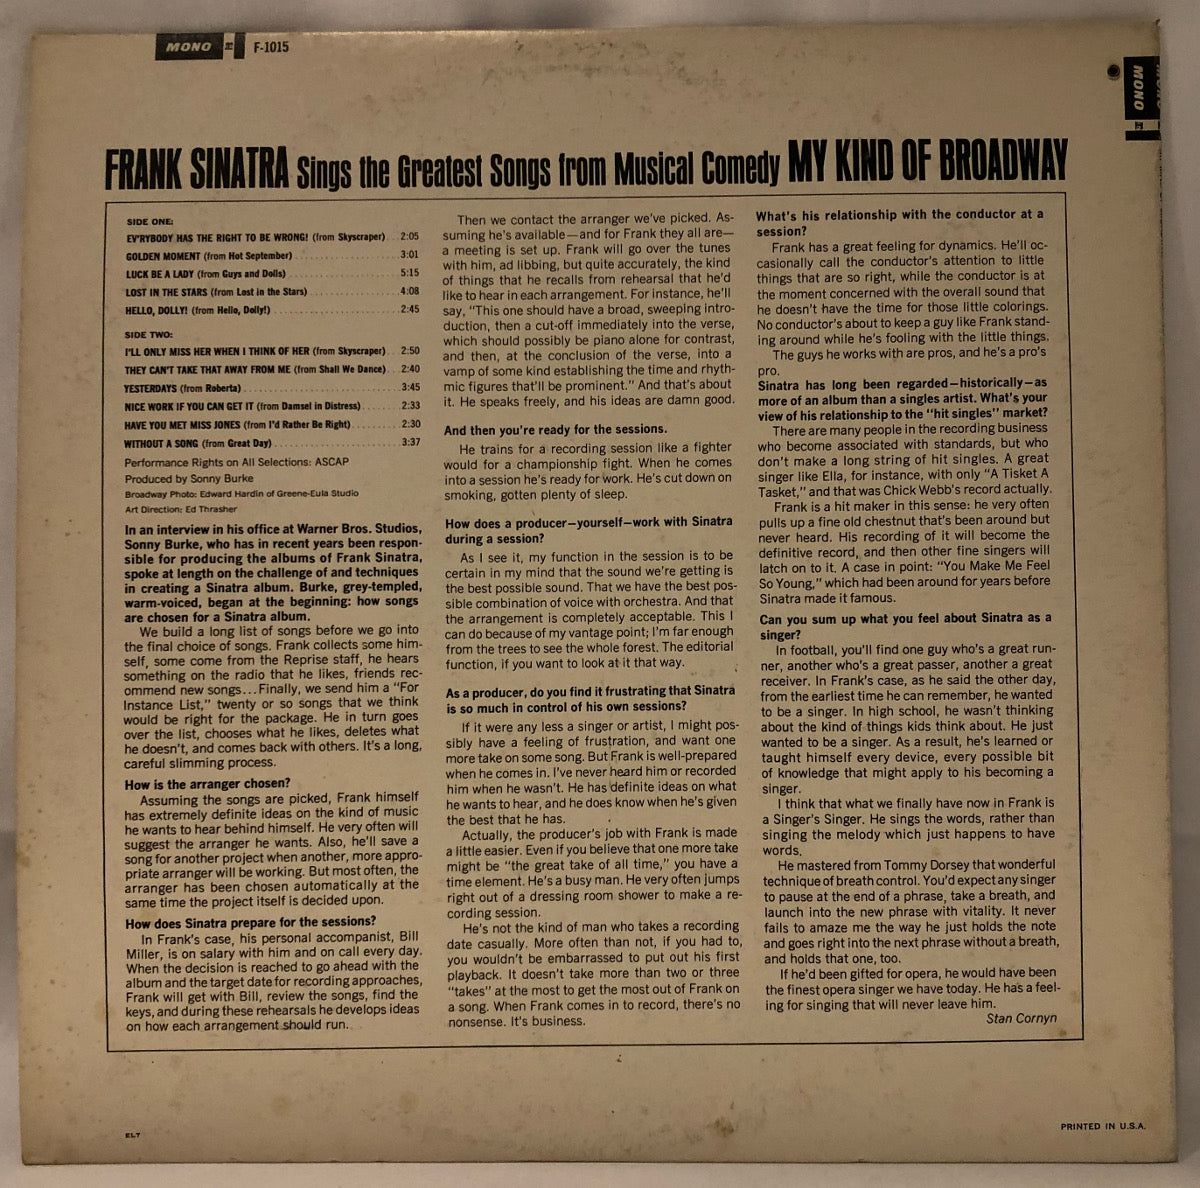 MONO F-1015
MONO
FRANK SINATRA Sings the Greatest Songs from Musical Comedy MY KIND OF BROADWAY
SIDE ONE:
EV'RYBODY HAS THE RIGHT TO BE WRONG! (from Skyscraper) . . 2:05
GOLDEN MOMENT (from Hot September) . . . . . . . . . . . . . . . . . . . 3:01
LUCK BE A LADY (from Guys and Dolls) . . . . . . . . . . . . . . . . . . . 5:15
LOST IN THE STARS (from Lost in the Stars) . . . . . . . . . . . . . . . . 4:08
HELLO, DOLLY! (from Hello, Dolly!) . . . . . . . . . . . . . . . . . . . . . . 2:45
SIDE TWO:
I'LL ONLY MISS HER WHEN I THINK OF HER (from Skyscraper) . . 2:50
THEY CAN'T TAKE THAT AWAY FROM ME (from Shall We Dance) . . 2:40
YESTERDAYS (from Roberta) . . . . . . . . . . . . . . . . . . . . . . . . . . . 3:45
NICE WORK IF YOU CAN GET IT (from Damsel in Distress) . . . . . . 2:33
HAVE YOU MET MISS JONES (from I'd Rather Be Right) . . . . . . . . 2:30
WITHOUT A SONG (from Great Day) . . . . . . . . . . . . . . . . . . . . . 3:37
Performance Rights on All Selections: ASCAP
Produced by Sonny Burke
Broadway Photo: Edward Hardin of Greene-Eula Studio
Art Direction: Ed Thrasher
In an interview in his office at Warner Bros. Studios,
Sonny Burke, who has in recent years been respon-
sible for producing the albums of Frank Sinatra,
spoke at length on the challenge of and techniques
in creating a Sinatra album. Burke, grey-templed,
warm-voiced, began at the beginning: how songs
are chosen for a Sinatra album.
We build a long list of songs before we go into
the final choice of songs. Frank collects some him-
self, some come from the Reprise staff, he hears
something on the radio that he likes, friends rec-
ommend new songs...Finally, we send him a "For
Instance List," twenty or so songs that we think
would be right for the package. He in turn goes
over the list, chooses what he likes, deletes what
he doesn't, and comes back with others. It's a long,
careful slimming process.
How is the arranger chosen?
Assuming the songs are picked, Frank himself
has extremely definite ideas on the kind of music
he wants to hear behind himself. He very often will
suggest the arranger he wants. Also, he'll save a
song for another project when another, more appro-
priate arranger will be working. But most often, the
arranger has been chosen automatically at the
same time the project itself is decided upon.
How does Sinatra prepare for the sessions?
In Frank's case, his personal accompanist, Bill
Miller, is on salary with him and on call every day.
When the decision is reached to go ahead with the
album and the target date for recording approaches,
Frank will get with Bill, review the songs, find the
keys, and during these rehearsals he develops ideas
on how each arrangement should run.
Then we contact the arranger we've picked. As-
suming he's available—and for Frank they all are—
a meeting is set up. Frank will go over the tunes
with him, ad libbing, but quite accurately, the kind
of things that he recalls from rehearsal that he'd
like to hear in each arrangement. For instance, he'll
say, "This one should have a broad, sweeping intro-
duction, then a cut-off immediately into the verse,
which should possibly be piano alone for contrast,
and then, at the conclusion of the verse, into a
vamp of some kind establishing the time and rhyth-
mic figures that'll be prominent." And that's about
it. He speaks freely, and his ideas are damn good.
And then you're ready for the sessions.
He trains for a recording session like a fighter
would for a championship fight. When he comes
into a session he's ready for work. He's cut down on
smoking, gotten plenty of sleep.
How does a producer—yourself—work with Sinatra
during a session?
As I see it, my function in the session is to be
certain in my mind that the sound we're getting is
the best possible sound. That we have the best pos-
sible combination of voice with orchestra. And that
the arrangement is completely acceptable. This I
can do because of my vantage point; I'm far enough
from the trees to see the whole forest. The editorial
function, if you want to look at it that way.
As a producer, do you find it frustrating that Sinatra
is so much in control of his own sessions?
If it were any less a singer or artist, I might pos-
sibly have a feeling of frustration, and want one
more take on some song. But Frank is well-prepared
when he comes in. I've never heard him or recorded
him when he wasn't. He has definite ideas on what
he wants to hear, and he does know when he's given
the best that he has.
Actually, the producer's job with Frank is made
a little easier. Even if you believe that one more take
might be "the great take of all time," you have a
time element. He's a busy man. He very often jumps
right out of a dressing room shower to make a re-
cording session.
He's not the kind of man who takes a recording
date casually. More often than not, if you had to,
you wouldn't be embarrassed to put out his first
playback. It doesn't take more than two or three
"takes" at the most to get the most out of Frank on
a song. When Frank comes in to record, there's no
nonsense. It's business.
What's his relationship with the conductor at a
session?
Frank has a great feeling for dynamics. He'll oc-
casionally call the conductor's attention to little
things that are so right, while the conductor is at
the moment concerned with the overall sound that
he doesn't have the time for those little colorings.
No conductor's about to keep a guy like Frank stand-
ing around while he's fooling with the little things.
The guys he works with are pros, and he's a pro's
pro.
Sinatra has long been regarded—historically—as
more of an album than a singles artist. What's your
view of his relationship to the "hit singles" market?
There are many people in the recording business
who become associated with standards, but who
don't make a long string of hit singles. A great
singer like Ella, for instance, with only "A Tisket A
Tasket," and that was Chick Webb's record actually.
Frank is a hit maker in this sense: he very often
pulls up a fine old chestnut that's been around but
never heard. His recording of it will become the
definitive record, and then other fine singers will
latch on to it. A case in point: "You Make Me Feel
So Young," which had been around for years before
Sinatra made it famous.
Can you sum up what you feel about Sinatra as a
singer?
In football, you'll find one guy who's a great run-
ner, another who's a great passer, another a great
receiver. In Frank's case, as he said the other day,
from the earliest time he can remember, he wanted
to be a singer. In high school, he wasn't thinking
about the kind of things kids think about. He just
wanted to be a singer. As a result, he's learned or
taught himself every device, every possible bit
of knowledge that might apply to his becoming a
singer.
I think that what we finally have now in Frank is
a Singer's Singer. He sings the words, rather than
singing the melody which just happens to have
words.
He mastered from Tommy Dorsey that wonderful
technique of breath control. You'd expect any singer
to pause at the end of a phrase, take a breath, and
launch into the new phrase with vitality. It never
fails to amaze me the way he just holds the note
and goes right into the next phrase without a breath,
and holds that one, too.
If he'd been gifted for opera, he would have been
the finest opera singer we have today. He has a feel-
ing for singing that will never leave him.
Stan Cornyn
ELT
PRINTED IN U.S.A.